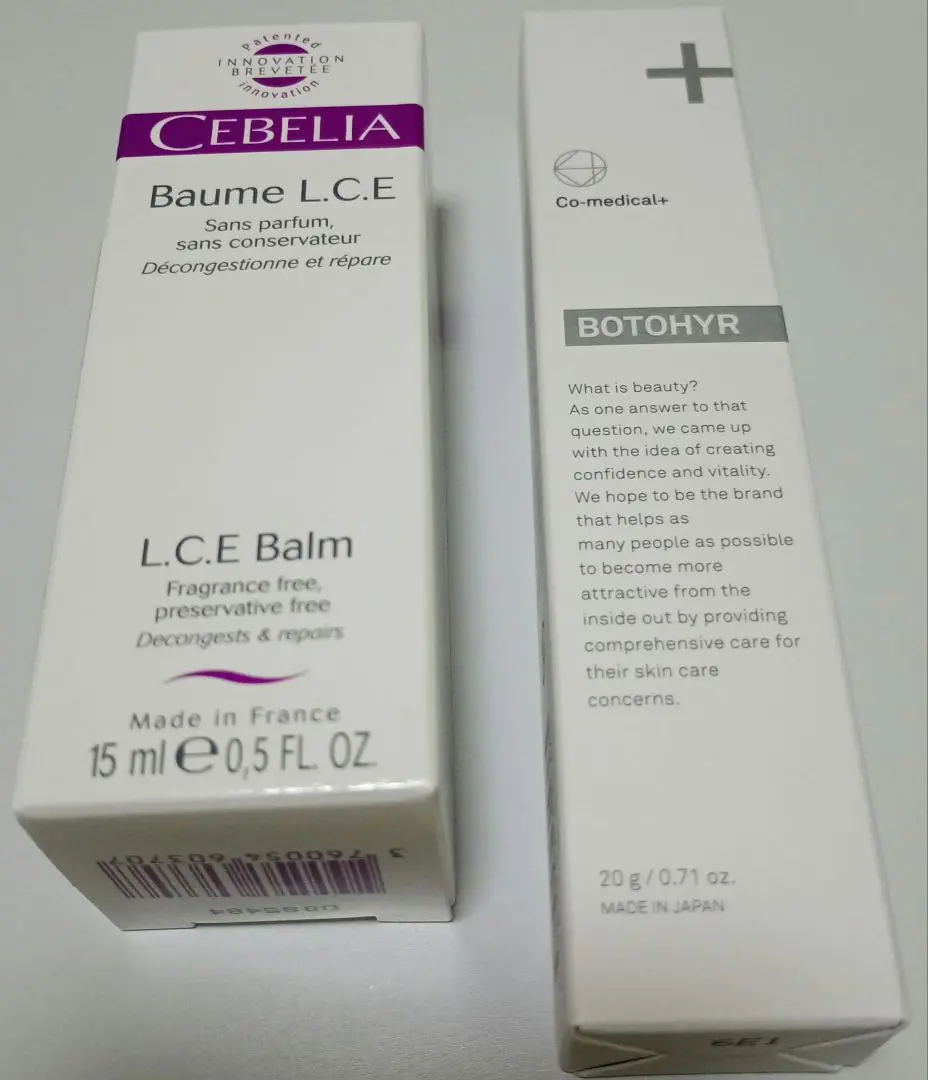 Patented
INNOVATION
BREVETÉE
innovation
CEBELIA
Baume L.C.E
Sans parfum,
sans conservateur
Décongestionne et répare
L.C.E Balm
Fragrance free,
preservative free
Decongests & repairs
Made in France
15 ml e 0,5 FL. OZ.
3 760054 603707
Co-medical+
BOTOHYR
What is beauty?
As one answer to that
question, we came up
with the idea of creating
confidence and vitality.
We hope to be the brand
that helps as
many people as possible
to become more
attractive from the
inside out by providing
comprehensive care for
their skin care
concerns.
20 g / 0.71 oz.
MADE IN JAPAN